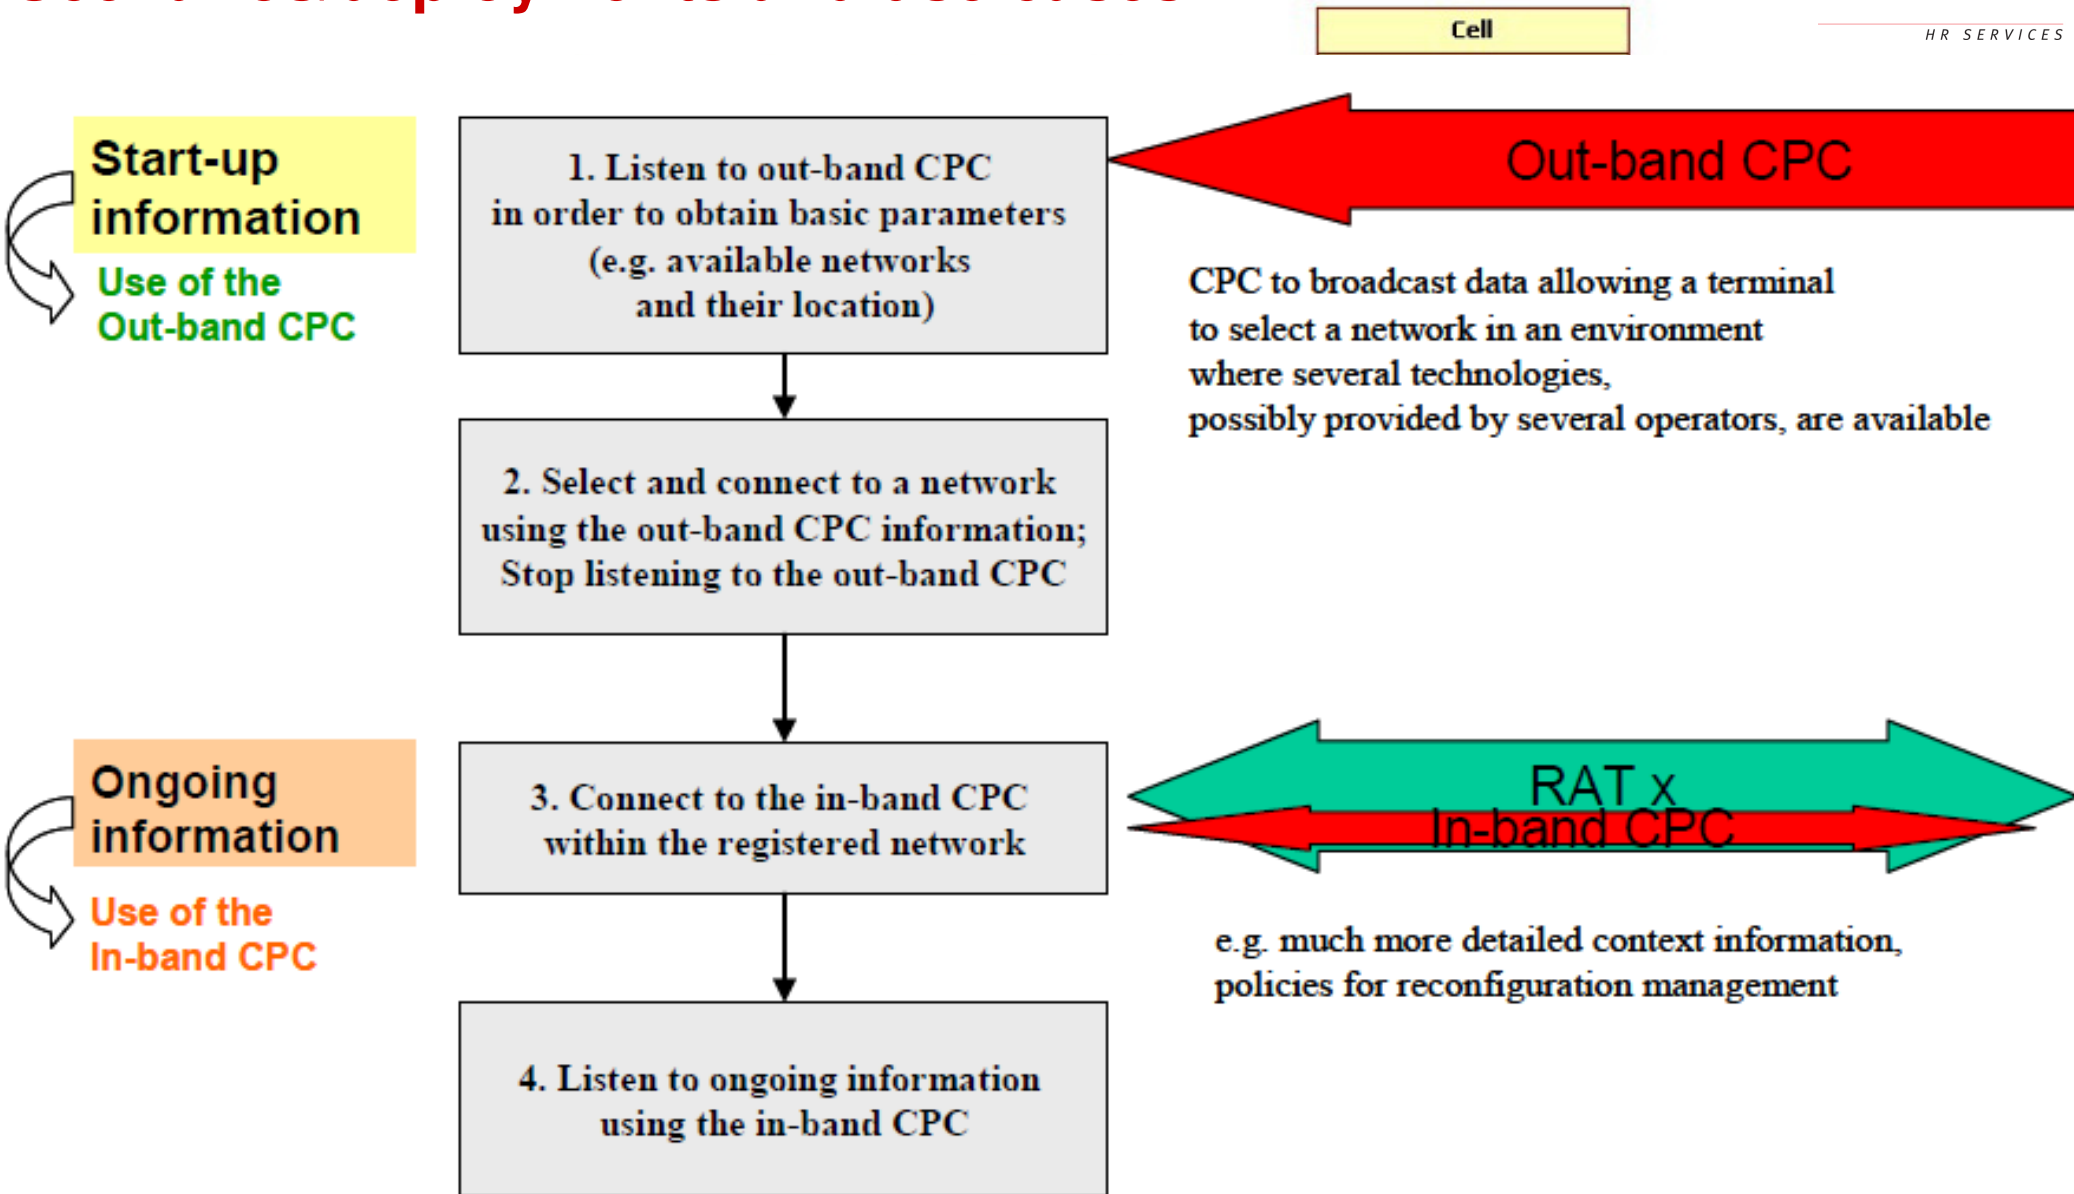 Cell
HR SERVICES
Start-up
information
Use of the
Out-band CPC
1. Listen to out-band CPC
in order to obtain basic parameters
(e.g. available networks
and their location)
Out-band CPC
CPC to broadcast data allowing a terminal
to select a network in an environment
where several technologies,
possibly provided by several operators, are available
2. Select and connect to a network
using the out-band CPC information;
Stop listening to the out-band CPC
Ongoing
information
Use of the
In-band CPC
3. Connect to the in-band CPC
within the registered network
RAT x
In-band CPC
e.g. much more detailed context information,
policies for reconfiguration management
4. Listen to ongoing information
using the in-band CPC